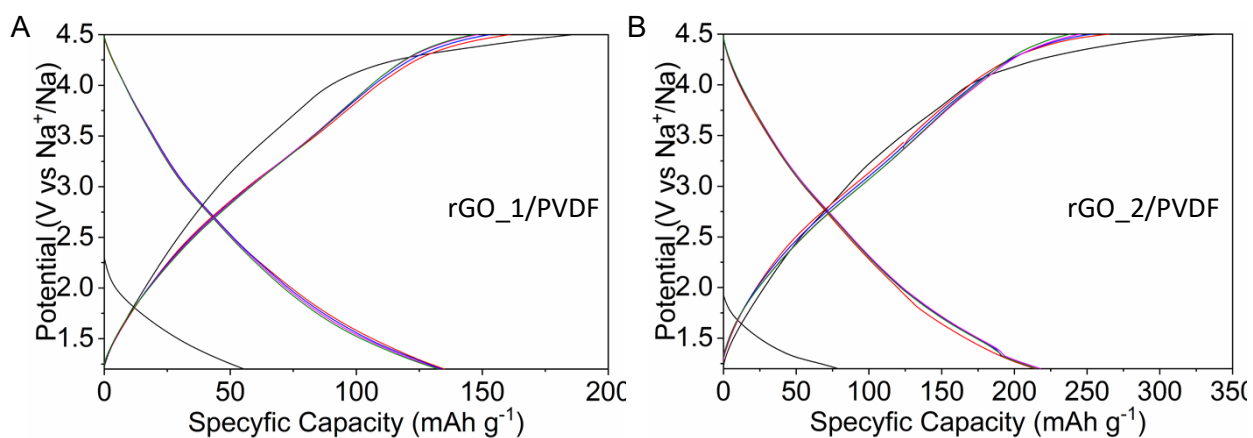 A
Potential (V vs Na⁺/Na)
4.5
4.0
3.5
3.0
2.5
2.0
1.5
rGO_1/PVDF
0 50 100 150 200
Specyfic Capacity (mAh g⁻¹)
B
Potential (V vs Na⁺/Na)
4.5
4.0
3.5
3.0
2.5
2.0
1.5
rGO_2/PVDF
0 50 100 150 200 250 300 350
Specyfic Capacity (mAh g⁻¹)